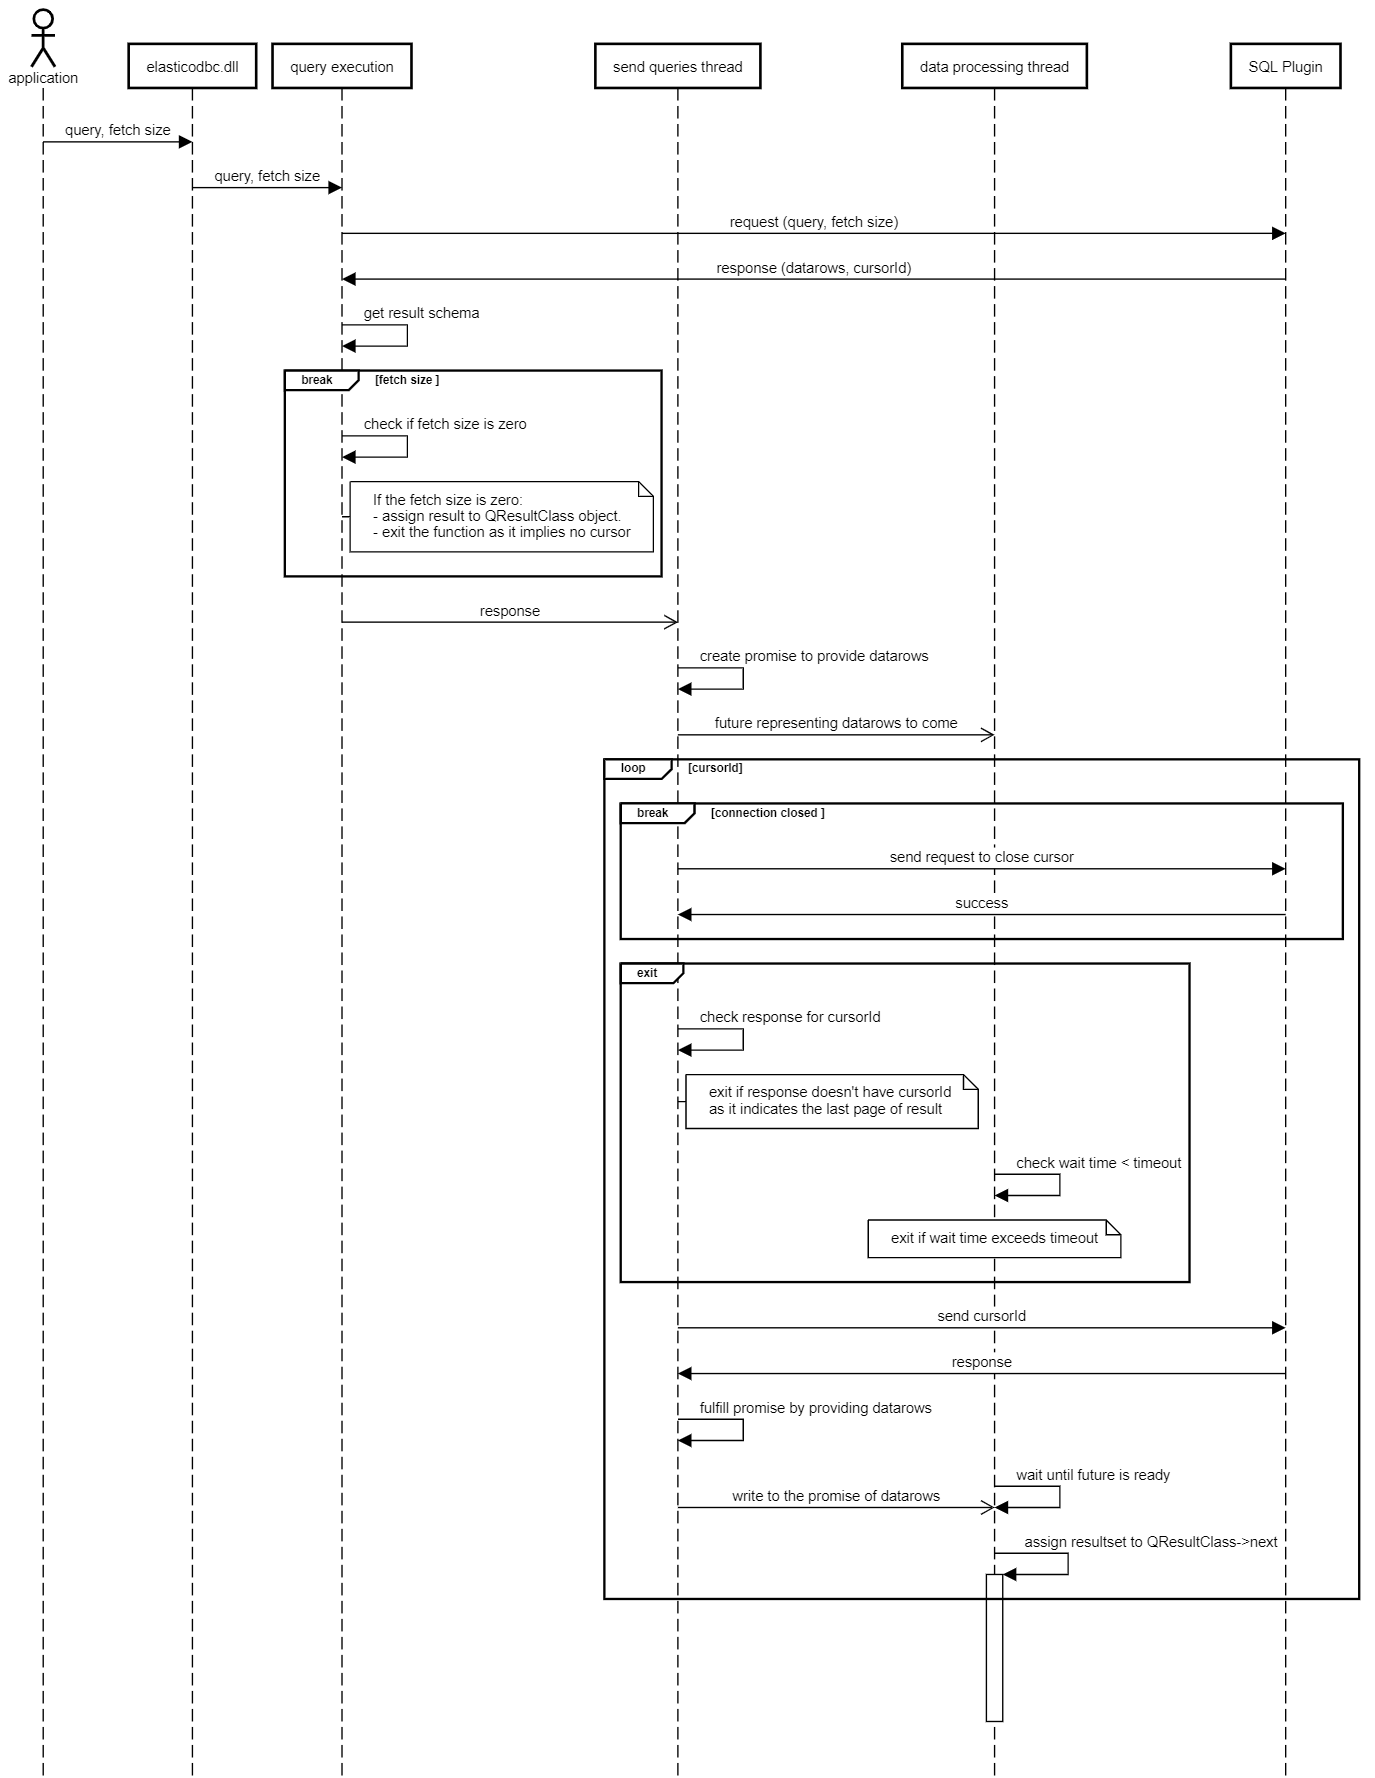 application
elasticodbc.dll
query execution
send queries thread
data processing thread
SQL Plugin
query, fetch size
query, fetch size
request (query, fetch size)
response (datarows, cursorId)
get result schema
break
[fetch size ]
check if fetch size is zero
If the fetch size is zero:
- assign result to QResultClass object.
- exit the function as it implies no cursor
response
create promise to provide datarows
future representing datarows to come
loop
[cursorId]
break
[connection closed ]
send request to close cursor
success
exit
check response for cursorId
exit if response doesn't have cursorId
as it indicates the last page of result
check wait time < timeout
exit if wait time exceeds timeout
send cursorId
response
fulfill promise by providing datarows
wait until future is ready
write to the promise of datarows
assign resultset to QResultClass->next